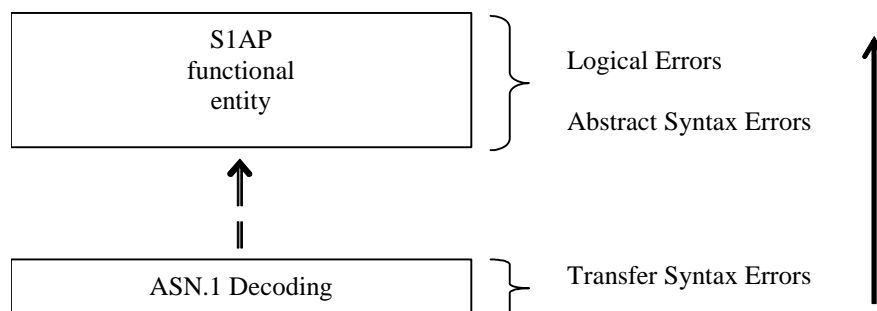 S1AP
functional
entity
Logical Errors
Abstract Syntax Errors
ASN.1 Decoding
Transfer Syntax Errors